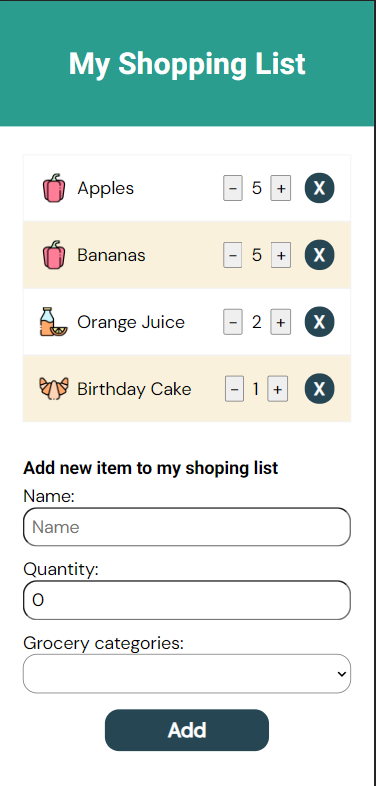 My Shopping List
Apples - 5 + X
Bananas - 5 + X
Orange Juice - 2 + X
Birthday Cake - 1 + X
Add new item to my shoping list
Name:
Name
Quantity:
0
Grocery categories:
Add